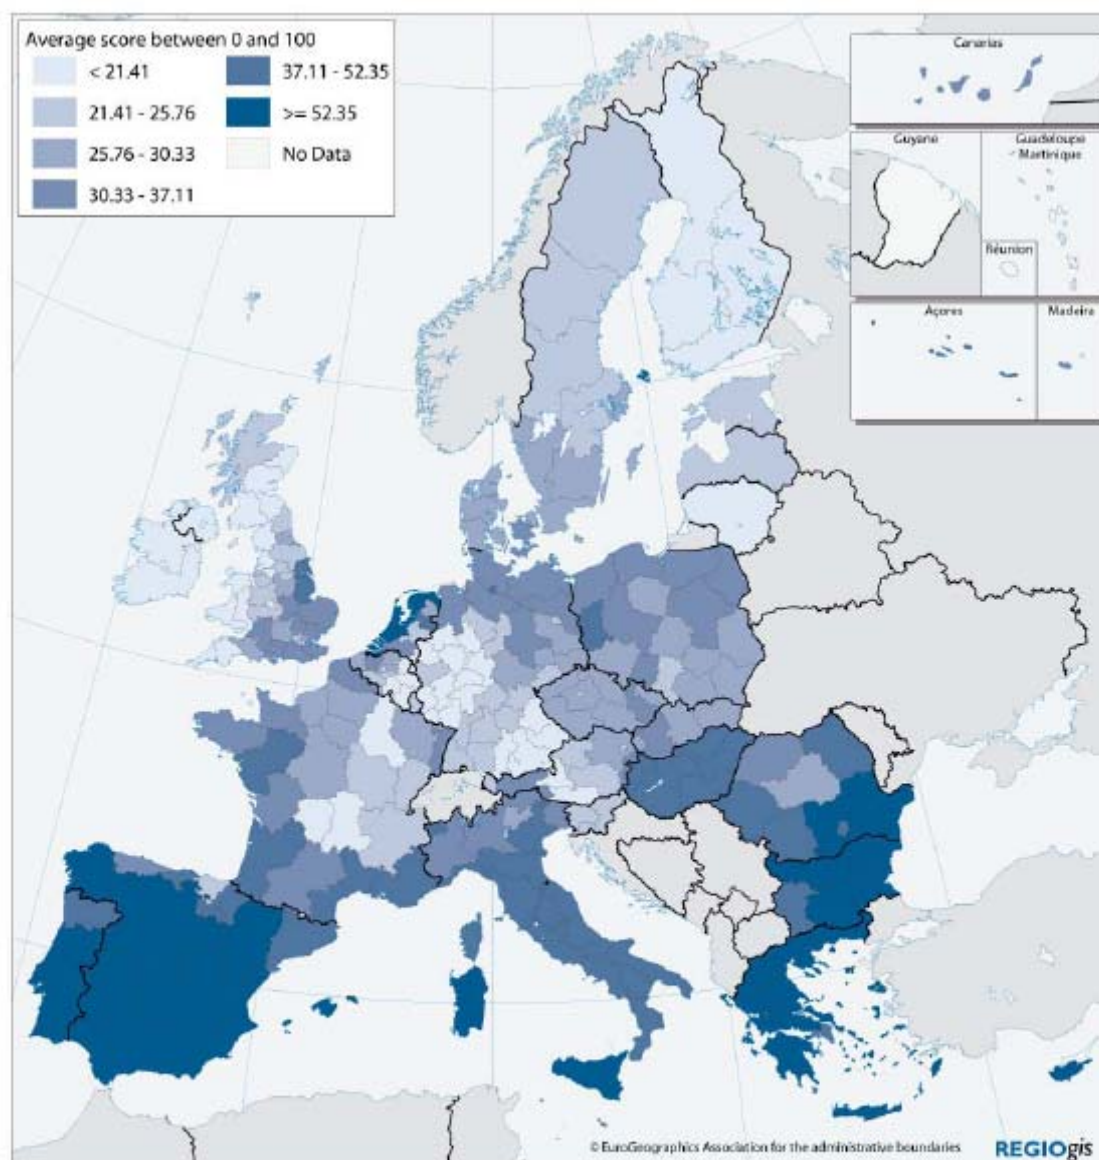 Average score between 0 and 100
< 21.41
21.41 - 25.76
25.76 - 30.33
30.33 - 37.11
37.11 - 52.35
>= 52.35
No Data
Canarias
Guyane
Guadeloupe
Martinique
Réunion
Açores
Madeira
© EuroGeographics Association for the administrative boundaries
REGIOgis